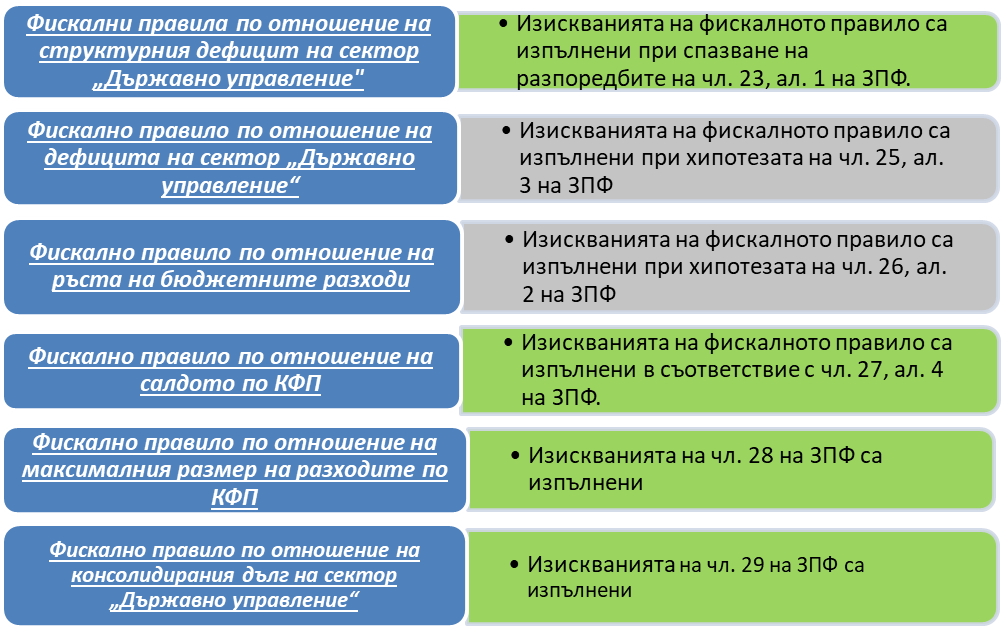 Фискални правила по отношение на
структурния дефицит на сектор
„Държавно управление"
• Изискванията на фискалното правило са
изпълнени при спазване на
разпоредбите на чл. 23, ал. 1 на ЗПФ.
Фискално правило по отношение на
дефицита на сектор „Държавно
управление“
• Изискванията на фискалното правило са
изпълнени при хипотезата на чл. 25, ал.
3 на ЗПФ
Фискално правило по отношение на
ръста на бюджетните разходи
• Изискванията на фискалното правило са
изпълнени при хипотезата на чл. 26, ал.
2 на ЗПФ
Фискално правило по отношение на
салдото по КФП
• Изискванията на фискалното правило са
изпълнени в съответствие с чл. 27, ал. 4
на ЗПФ.
Фискално правило по отношение на
максималния размер на разходите по
КФП
• Изискванията на чл. 28 на ЗПФ са
изпълнени
Фискално правило по отношение на
консолидирания дълг на сектор
„Държавно управление“
• Изискванията на чл. 29 на ЗПФ са
изпълнени